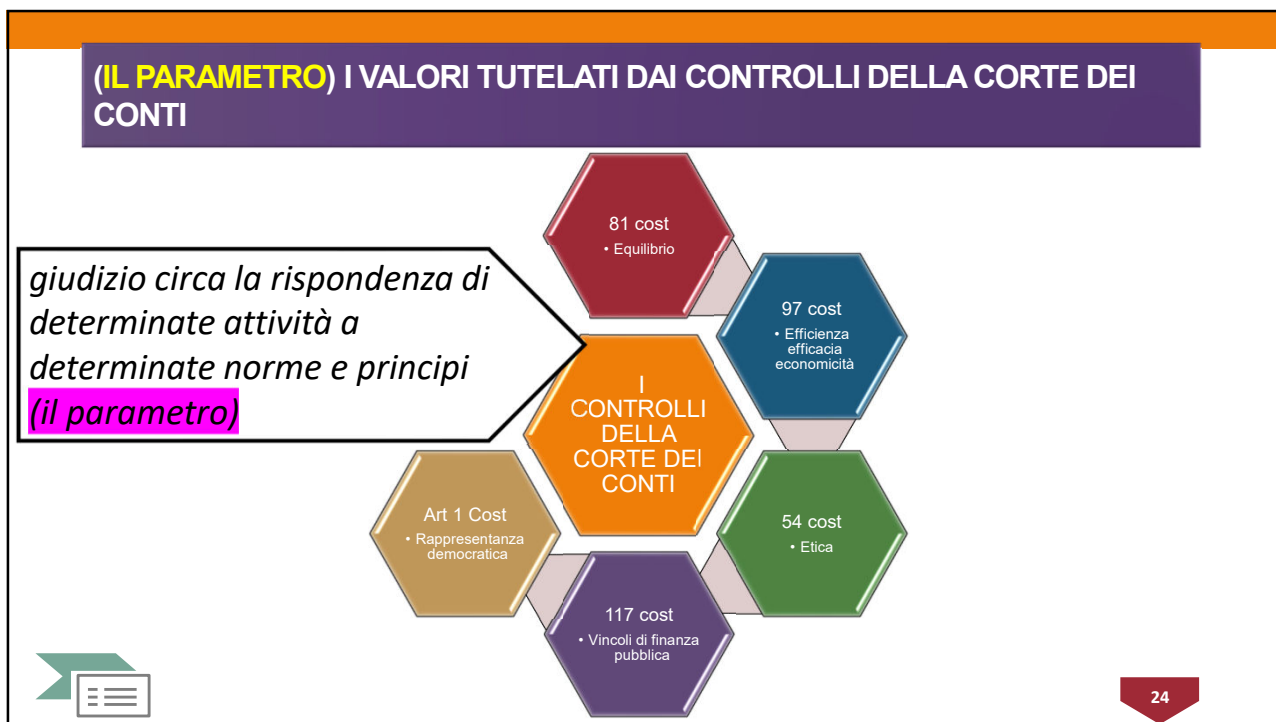 (IL PARAMETRO) I VALORI TUTELATI DAI CONTROLLI DELLA CORTE DEI
CONTI
giudizio circa la rispondenza di
determinate attività a
determinate norme e principi
(il parametro)
81 cost
• Equilibrio
97 cost
• Efficienza
efficacia
economicità
54 cost
• Etica
117 cost
• Vincoli di finanza
pubblica
Art 1 Cost
• Rappresentanza
democratica
I
CONTROLLI
DELLA
CORTE DEI
CONTI
24